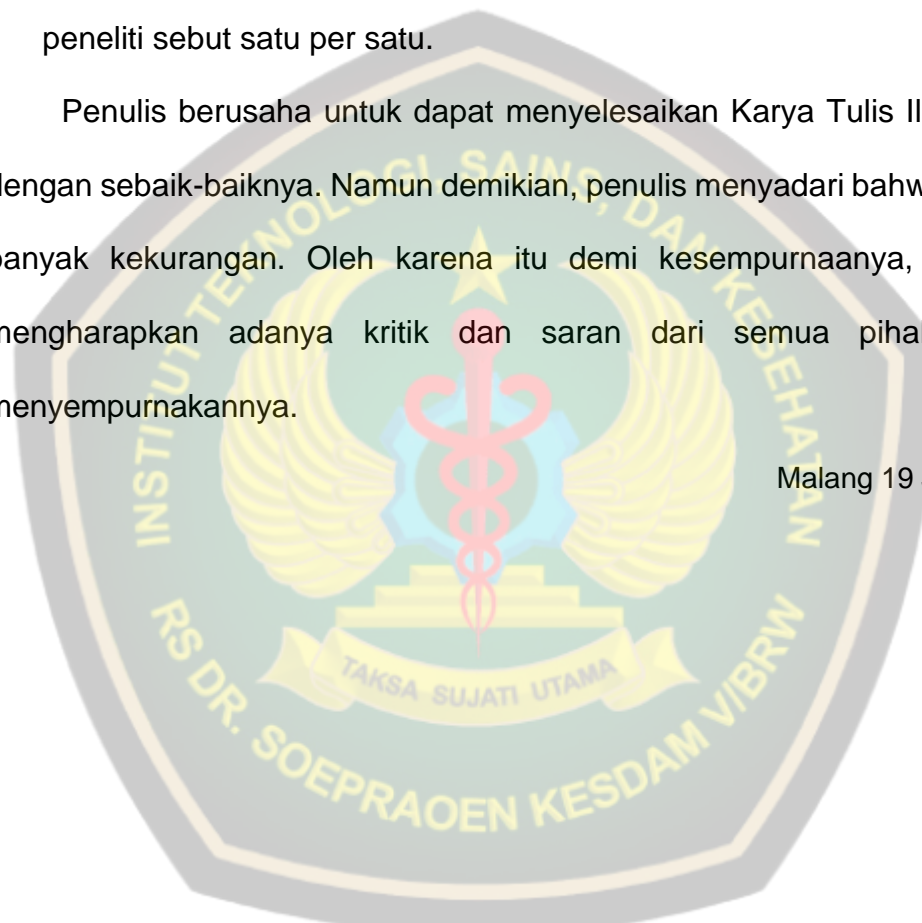 peneliti sebut satu per satu.
Penulis berusaha untuk dapat menyelesaikan Karya Tulis Il
dengan sebaik-baiknya. Namun demikian, penulis menyadari bahw
banyak kekurangan. Oleh karena itu demi kesempurnaanya,
mengharapkan adanya kritik dan saran dari semua piha
menyempurnakannya.
Malang 19
INSTITUT TEKNOLOGI, SAINS, DAN KESEHATAN
TAKSA SUJATI UTAMA
RS DR. SOEPRAOEN KESDAM V/BRW